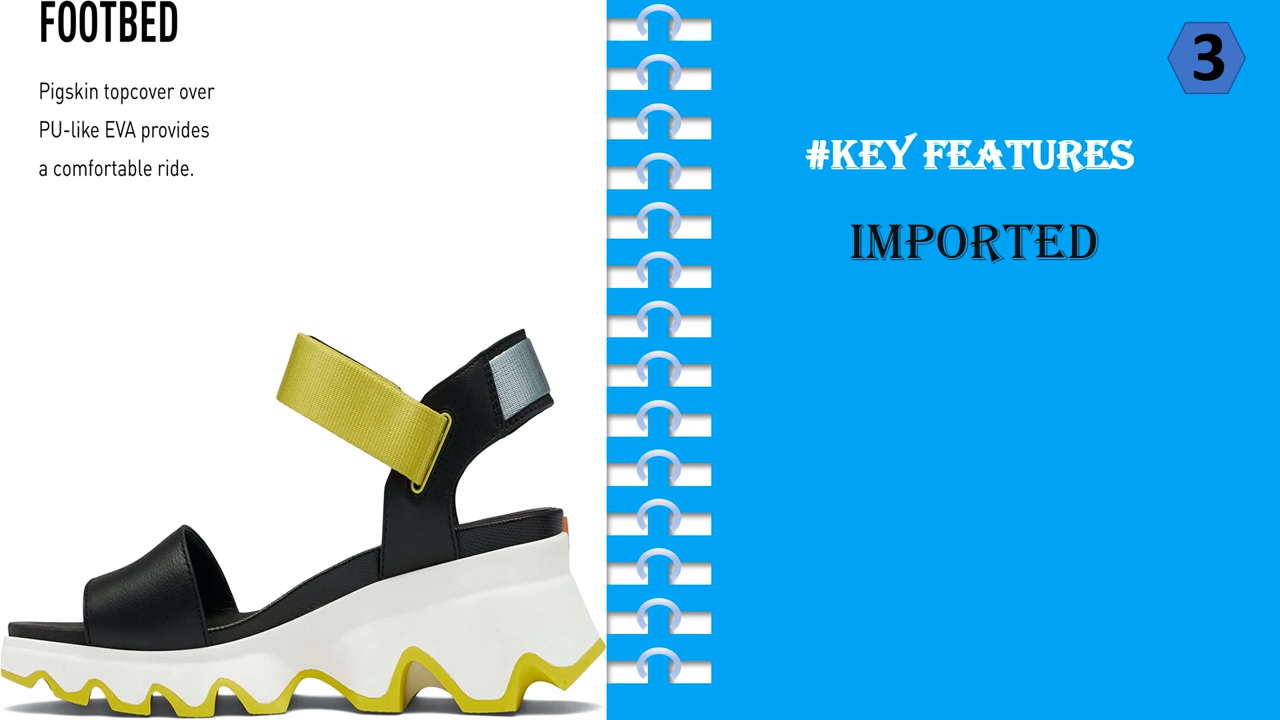 FOOTBED
Pigskin topcover over
PU-like EVA provides
a comfortable ride.
3
#KEY FEATURES
IMPORTED